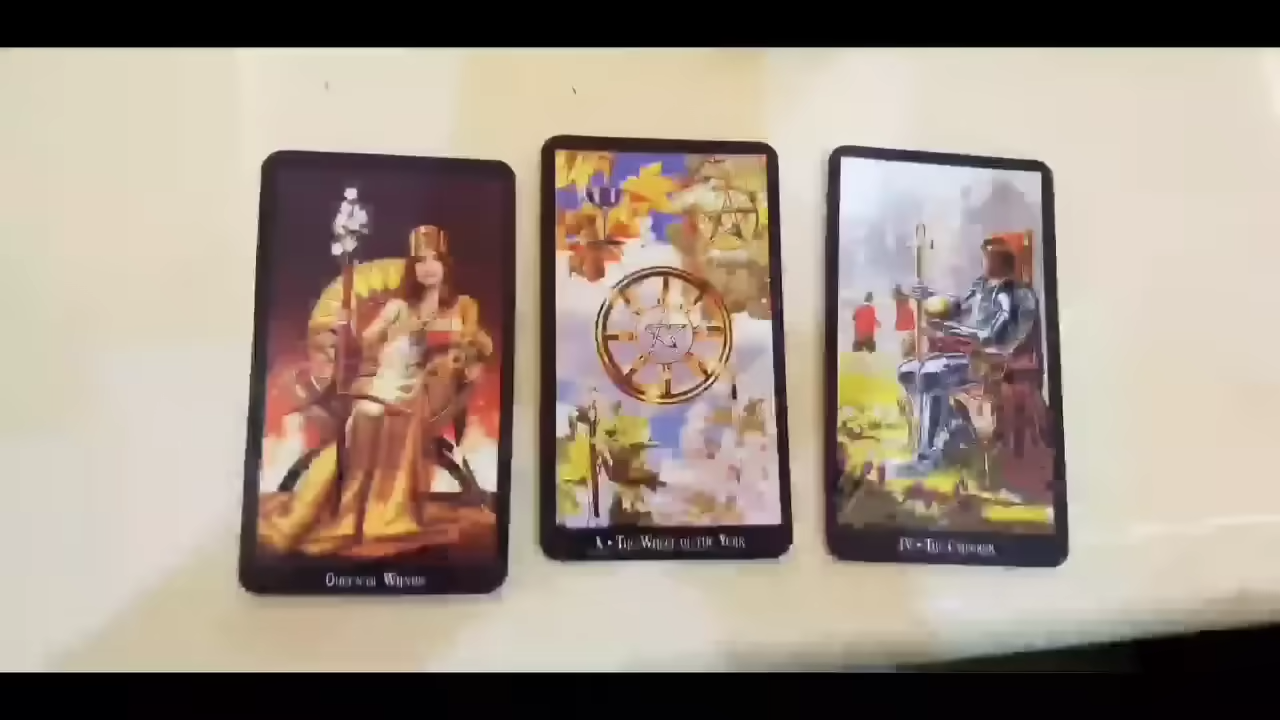 Queen of Wands
X • The Wheel of the Year
IV • The Emperor